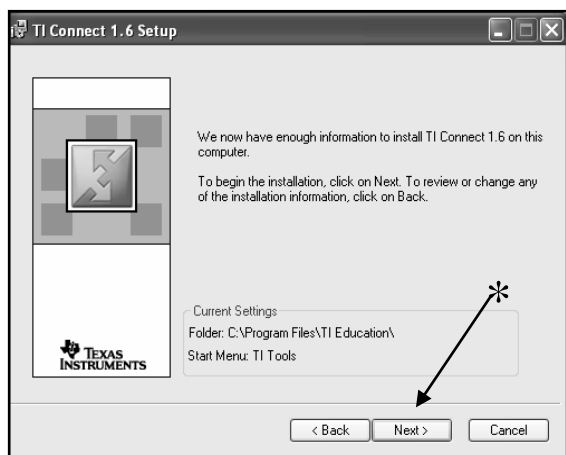 TI Connect 1.6 Setup
We now have enough information to install TI Connect 1.6 on this
computer.
To begin the installation, click on Next. To review or change any
of the installation information, click on Back.
*
Current Settings
Folder: C:\Program Files\TI Education\
Start Menu: TI Tools
TEXAS
INSTRUMENTS
< Back Next > Cancel